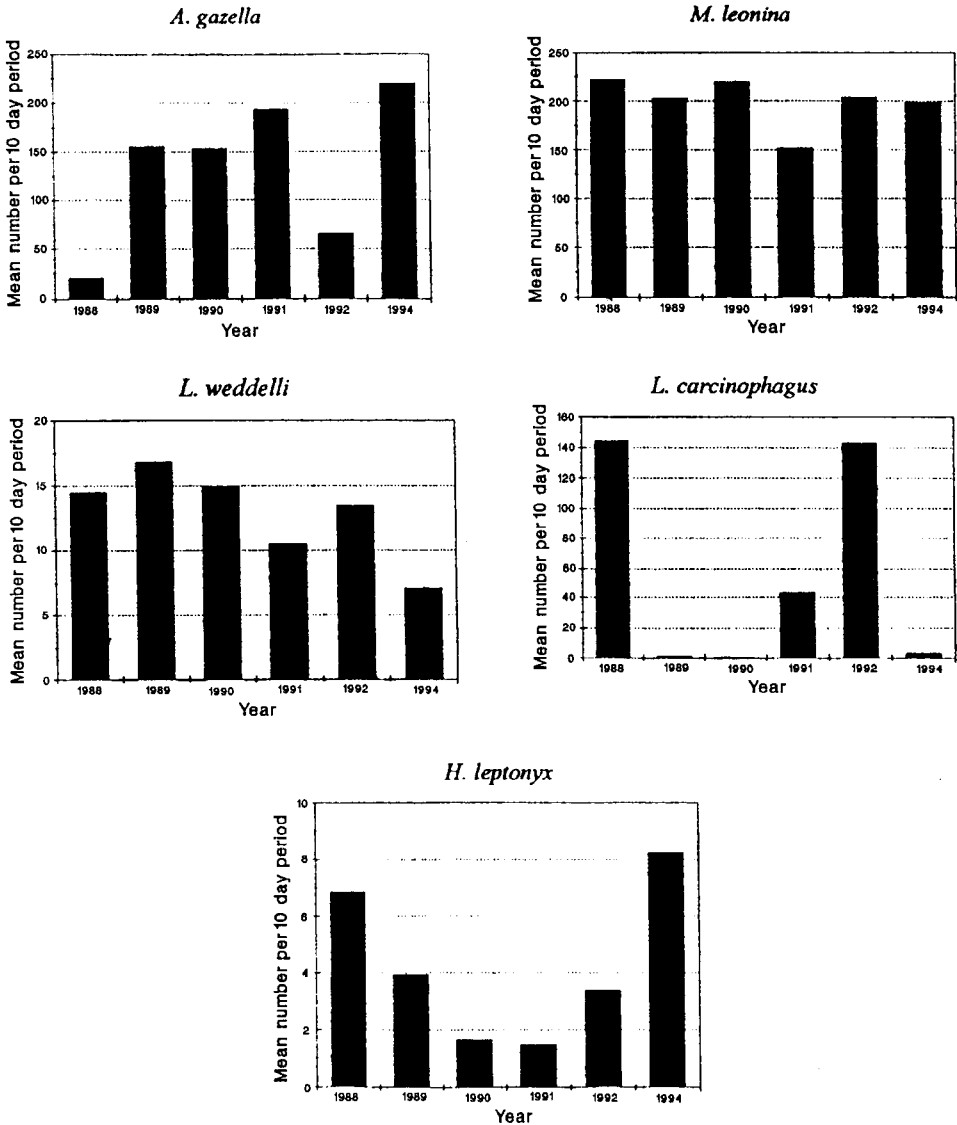 A. gazella
Mean number per 10 day period
250
200
150
100
50
0
1988 1989 1990 1991 1992 1994
Year
M. leonina
Mean number per 10 day period
250
200
150
100
50
0
1988 1989 1990 1991 1992 1994
Year
L. weddelli
Mean number per 10 day period
20
15
10
5
0
1988 1989 1990 1991 1992 1994
Year
L. carcinophagus
Mean number per 10 day period
160
140
120
100
80
60
40
20
0
1988 1989 1990 1991 1992 1994
Year
H. leptonyx
Mean number per 10 day period
10
8
6
4
2
0
1988 1989 1990 1991 1992 1994
Year